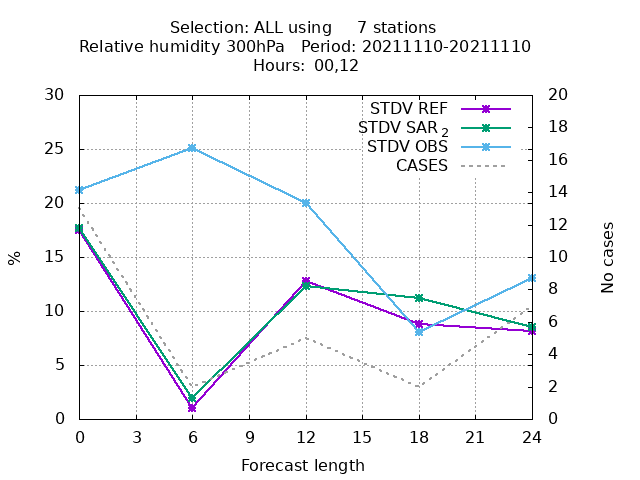 Selection: ALL using     7 stations
Relative humidity 300hPa   Period: 20211110-20211110
Hours: 00,12
30
25
20
15
10
5
0
%
20
18
16
14
12
10
8
6
4
2
0
No cases
STDV REF
STDV SAR 2
STDV OBS
CASES
0 3 6 9 12 15 18 21 24
Forecast length